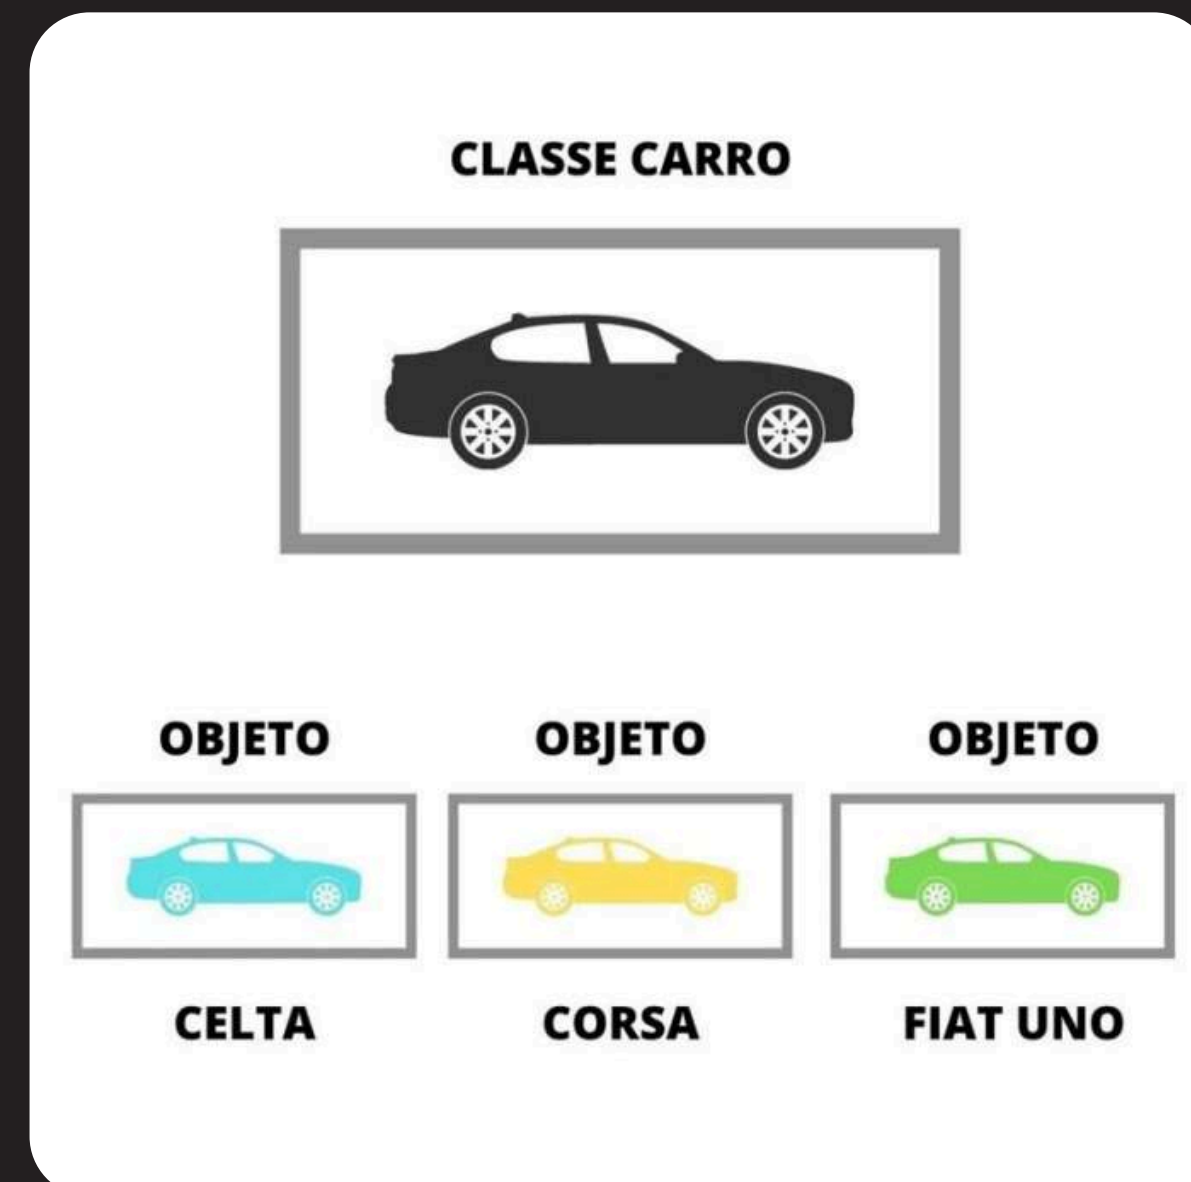 CLASSE CARRO
OBJETO
OBJETO
OBJETO
CELTA
CORSA
FIAT UNO